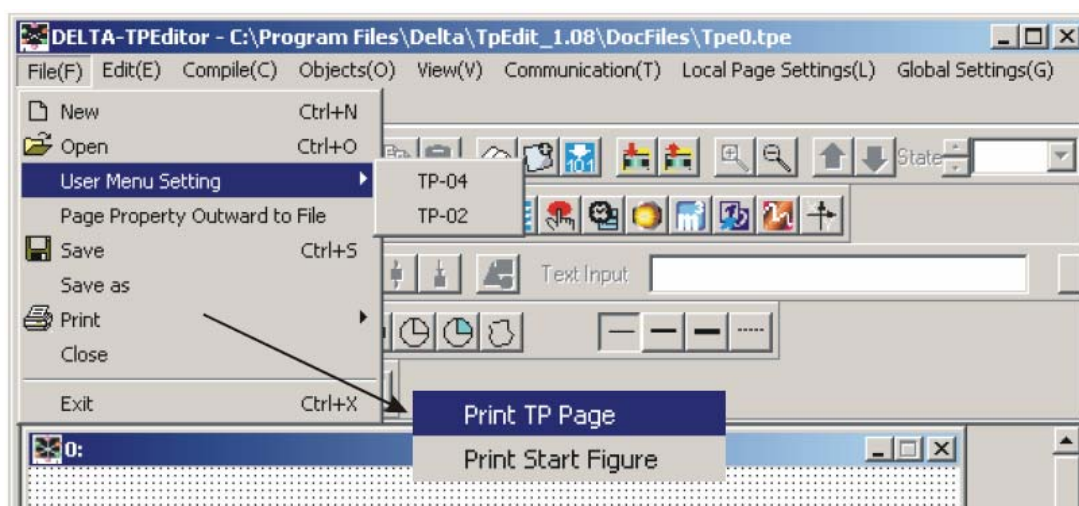 DELTA-TPEditor - C:\Program Files\Delta\TpEdit_1.08\DocFiles\Tpe0.tpe
File(F) Edit(E) Compile(C) Objects(O) View(V) Communication(T) Local Page Settings(L) Global Settings(G)
New Ctrl+N
Open Ctrl+O
User Menu Setting
Page Property Outward to File
Save Ctrl+S
Save as
Print
Close
Exit Ctrl+X
TP-04
TP-02
101
State
m³
Text Input
Print TP Page
Print Start Figure
0: